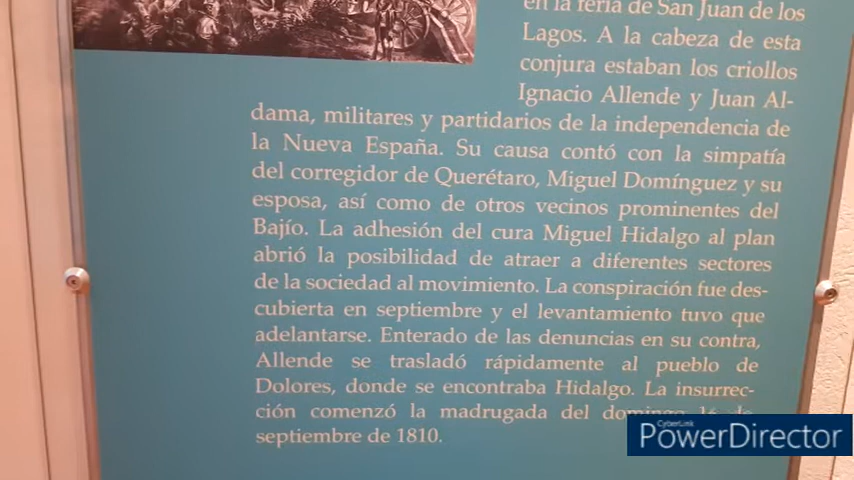 en la feria de San Juan de los
Lagos. A la cabeza de esta
conjura estaban los criollos
Ignacio Allende y Juan Al-
dama, militares y partidarios de la independencia de
la Nueva España. Su causa contó con la simpatía
del corregidor de Querétaro, Miguel Domínguez y su
esposa, así como de otros vecinos prominentes del
Bajío. La adhesión del cura Miguel Hidalgo al plan
abrió la posibilidad de atraer a diferentes sectores
de la sociedad al movimiento. La conspiración fue des-
cubierta en septiembre y el levantamiento tuvo que
adelantarse. Enterado de las denuncias en su contra,
Allende se trasladó rápidamente al pueblo de
Dolores, donde se encontraba Hidalgo. La insurrec-
ción comenzó la madrugada del domingo 16 de
septiembre de 1810.
CyberLink
PowerDirector